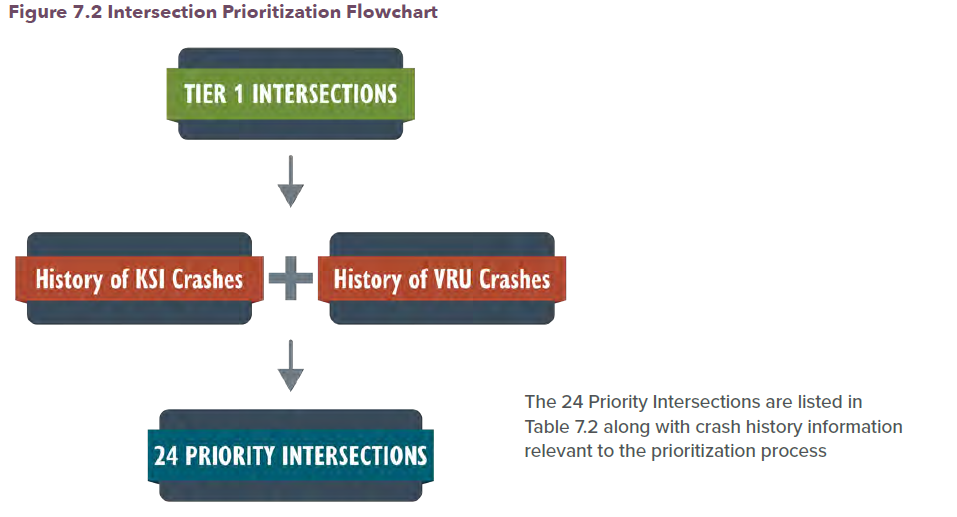 Figure 7.2 Intersection Prioritization Flowchart
TIER 1 INTERSECTIONS
History of KSI Crashes
+
History of VRU Crashes
24 PRIORITY INTERSECTIONS
The 24 Priority Intersections are listed in
Table 7.2 along with crash history information
relevant to the prioritization process